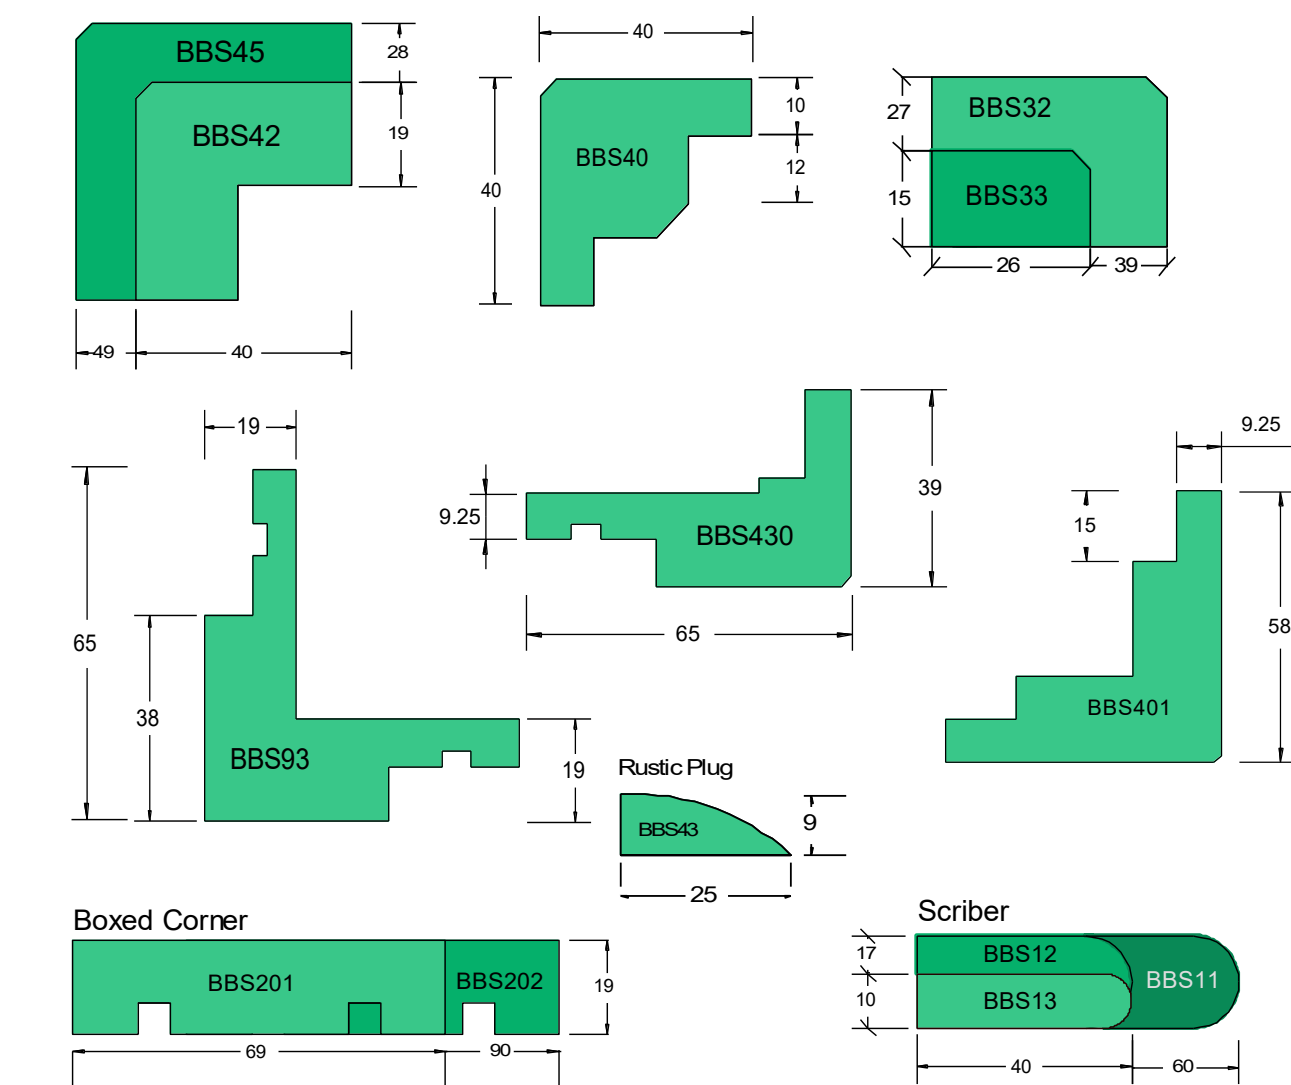 BBS45
28
BBS42
19
49
40
40
40
BBS40
10
12
BBS32
27
BBS33
15
26
39
19
65
38
BBS93
19
9.25
BBS430
39
65
9.25
15
58
BBS401
Rustic Plug
BBS43
9
25
Boxed Corner
BBS201
BBS202
19
69
90
Scriber
17
BBS12
BBS11
10
BBS13
40
60